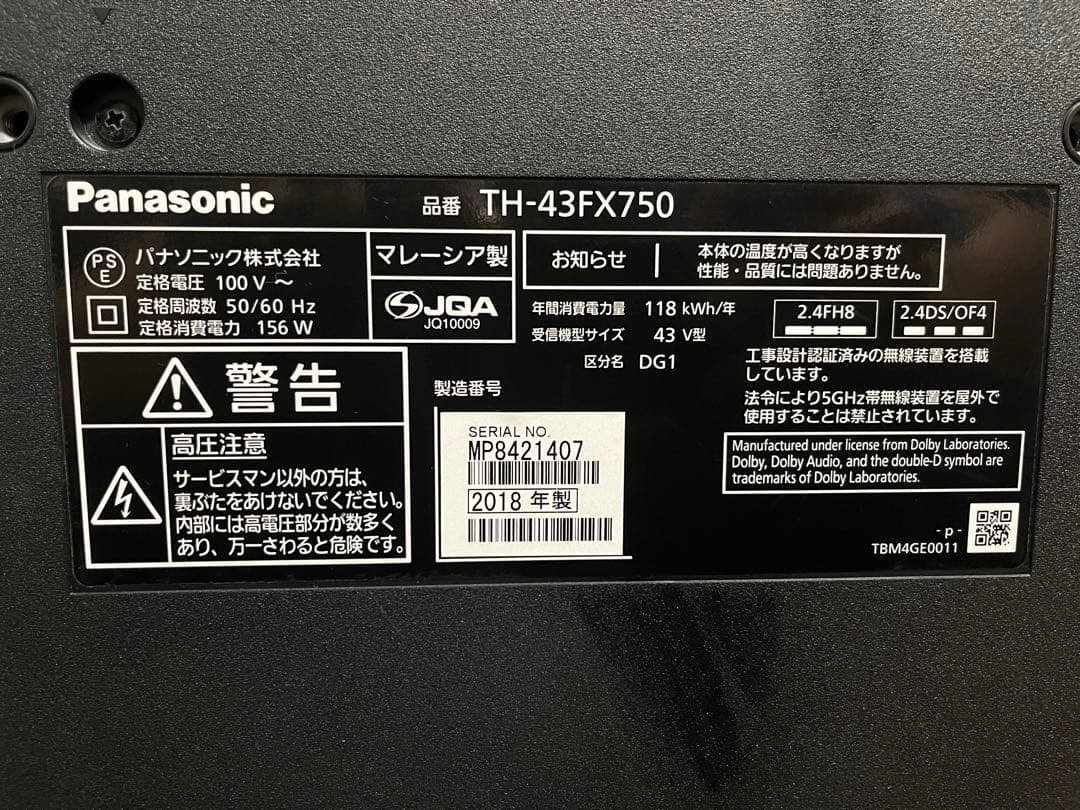 Panasonic
品番 TH-43FX750
PS
E
パナソニック株式会社
定格電圧 100 V ～
定格周波数 50/60 Hz
定格消費電力 156 W
マレーシア製
JQA
JQ10009
お知らせ
本体の温度が高くなりますが
性能・品質には問題ありません。
年間消費電力量 118 kWh/年
受信機型サイズ 43 V型
区分名 DG1
2.4FH8
2.4DS/OF4
工事設計認証済みの無線装置を搭載
しています。
法令により5GHz帯無線装置を屋外で
使用することは禁止されています。
警告
高圧注意
サービスマン以外の方は、
裏ぶたをあけないでください。
内部には高電圧部分が数多く
あり、万一さわると危険です。
製造番号
SERIAL NO.
MP8421407
2018 年製
Manufactured under license from Dolby Laboratories.
Dolby, Dolby Audio, and the double-D symbol are
trademarks of Dolby Laboratories.
- p -
TBM4GE0011